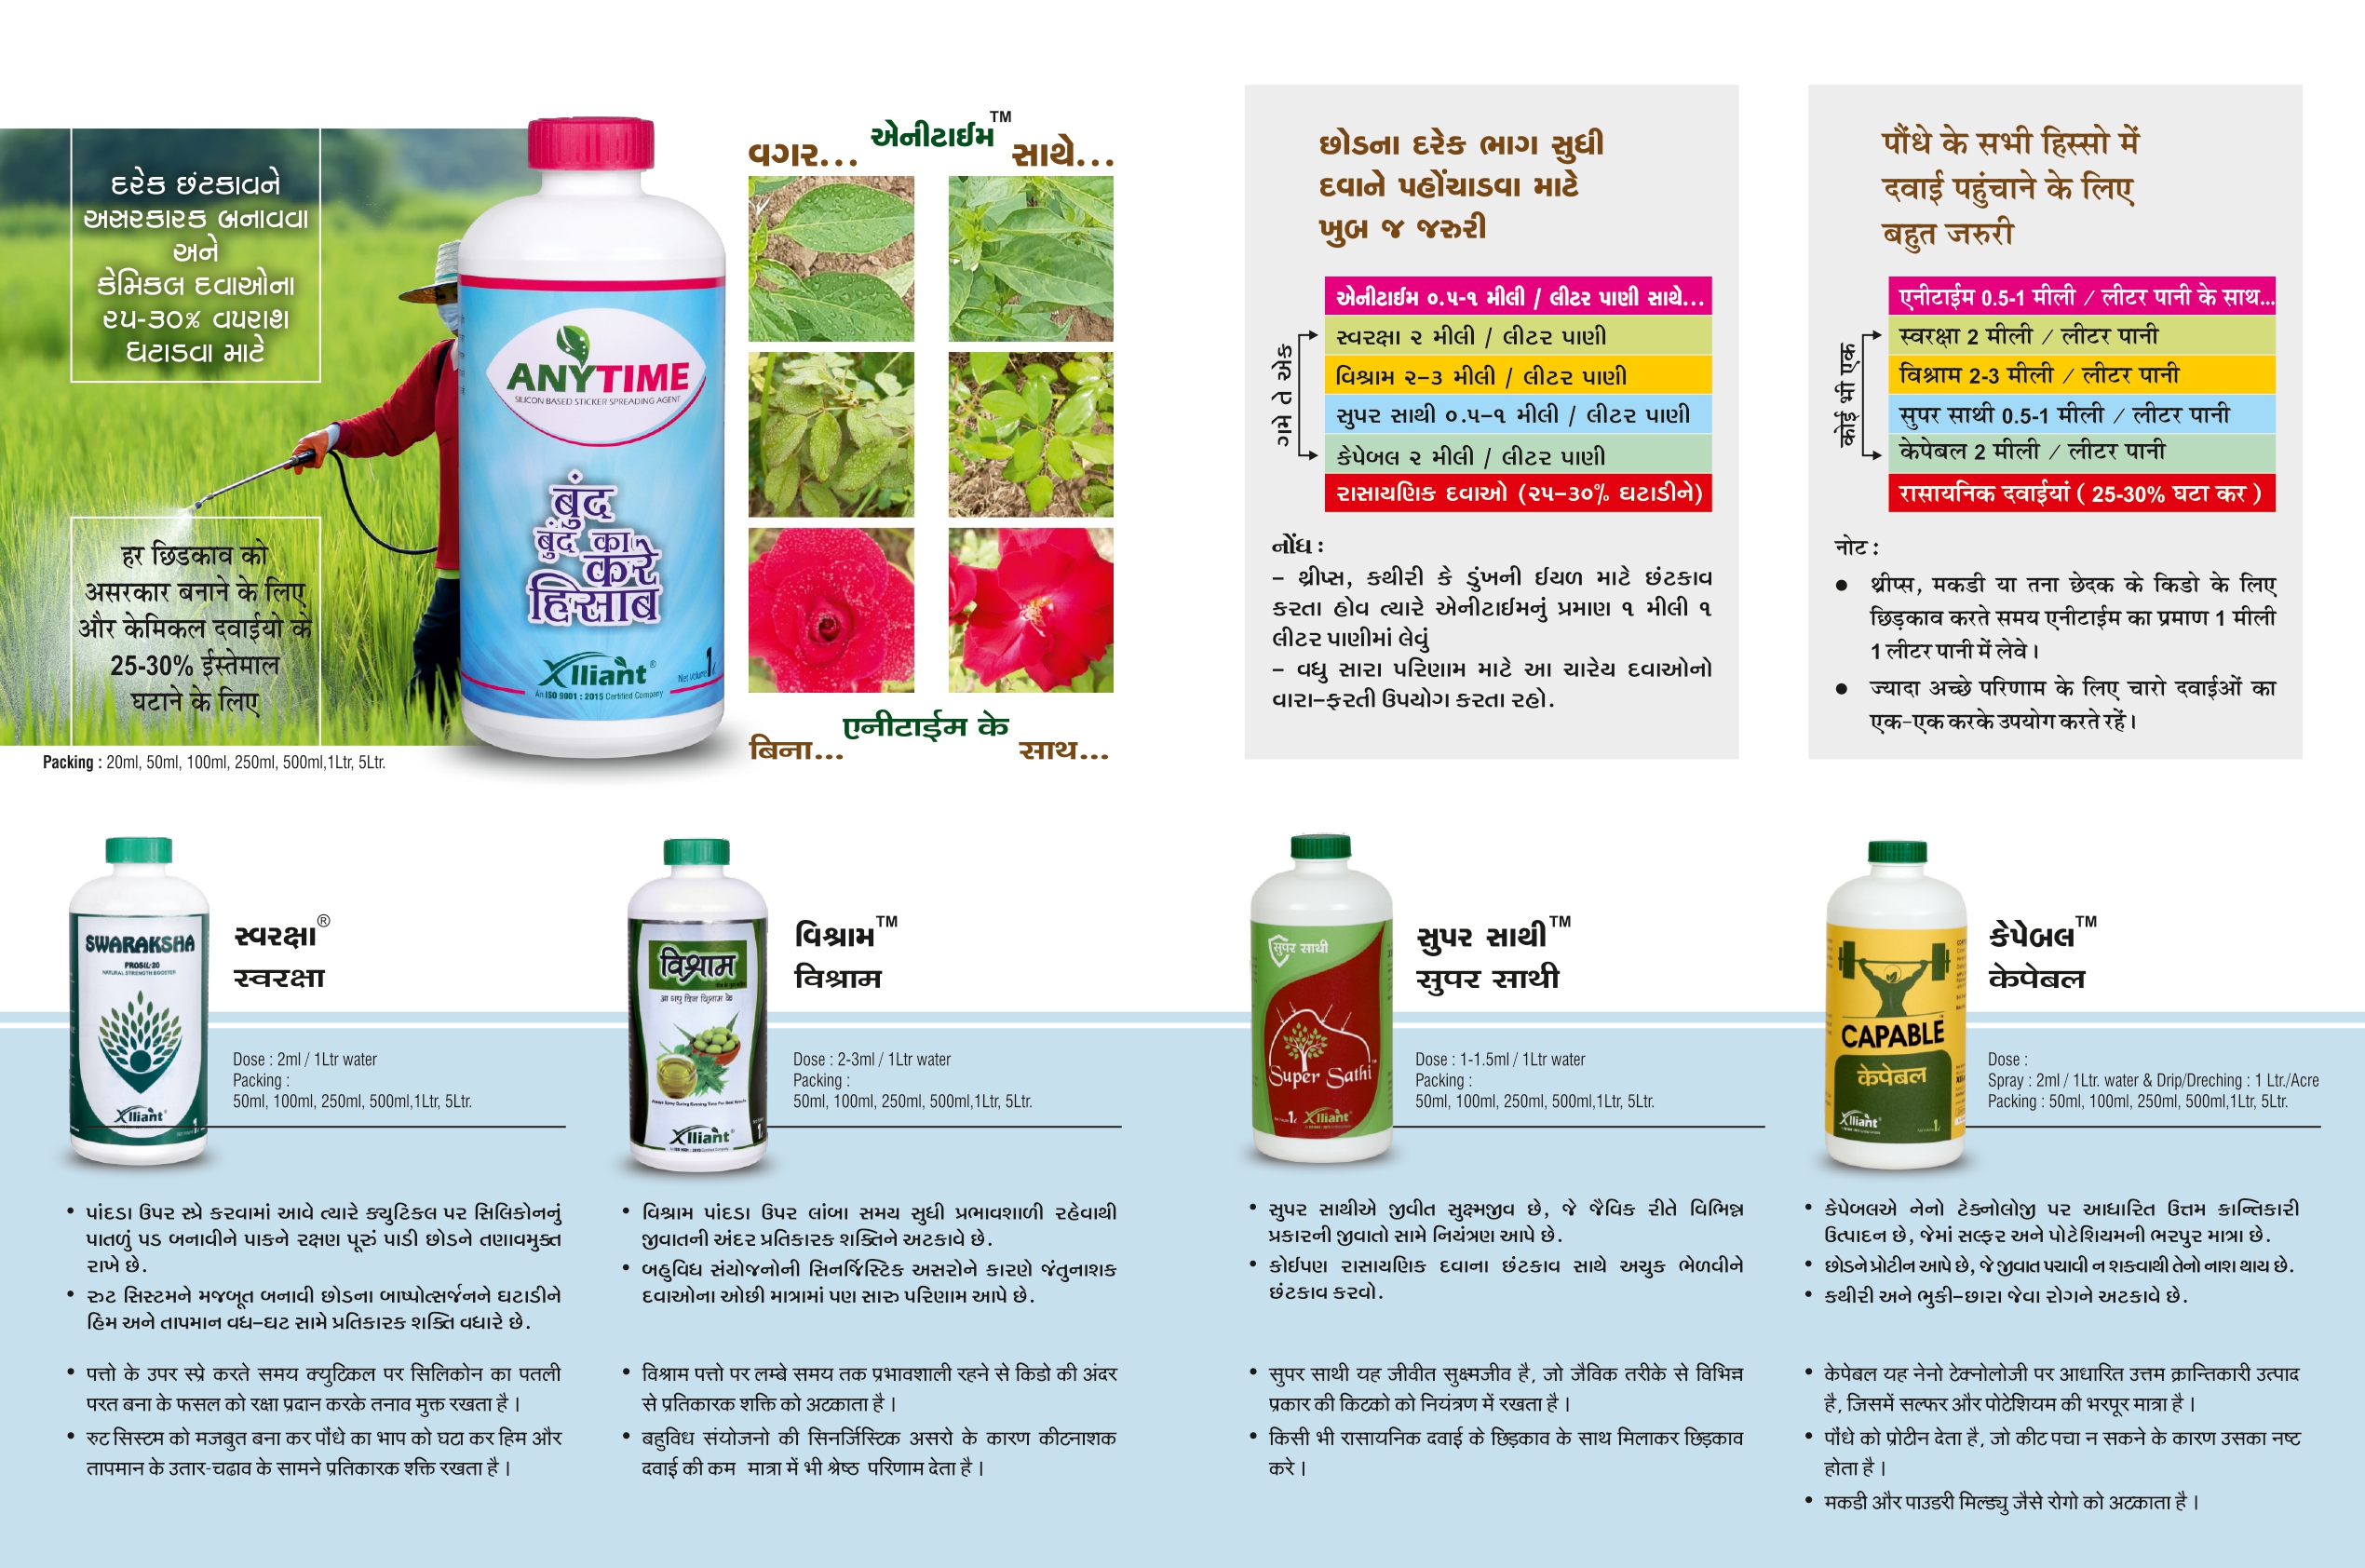 દરેક છંટકાવને
અસરકારક બનાવવા
અને
કેમિકલ દવાઓના
૨૫-૩૦% વપરાશ
ઘટાડવા માટે
हर छिडकाव को
असरकार बनाने के लिए
और केमिकल दवाईयो के
25-30% ईस्तेमाल
घटाने के लिए
Packing : 20ml, 50ml, 100ml, 250ml, 500ml,1Ltr, 5Ltr.
ANYTIME
SILICON BASED STICKER SPREADING AGENT
बुंद
बुंद का
करे
हिसाब
Xlliant®
An ISO 9001 : 2015 Certified Company
Net Volume 1 ℓ
એનીટાઈમ™
વગર... સાથે...
एनीटाईम के
बिना... साथ...
છોડના દરેક ભાગ સુધી
દવાને પહોંચાડવા માટે
ખુબ જ જરુરી
એનીટાઈમ ૦.૫-૧ મીલી / લીટર પાણી સાથે...
ગમે તે એક
સ્વરક્ષા ૨ મીલી / લીટર પાણી
વિશ્રામ ૨–૩ મીલી / લીટર પાણી
સુપર સાથી ૦.૫–૧ મીલી / લીટર પાણી
કેપેબલ ૨ મીલી / લીટર પાણી
રાસાયણિક દવાઓ (૨૫–૩૦% ઘટાડીને)
નોંધ :
– થ્રીપ્સ, કથીરી કે ડુંખની ઈયળ માટે છંટકાવ
કરતા હોવ ત્યારે એનીટાઈમનું પ્રમાણ ૧ મીલી ૧
લીટર પાણીમાં લેવું
– વધુ સારા પરિણામ માટે આ ચારેય દવાઓનો
વારા–ફરતી ઉપયોગ કરતા રહો.
पौंधे के सभी हिस्सो में
दवाई पहुंचाने के लिए
बहुत जरुरी
एनीटाईम 0.5-1 मीली / लीटर पानी के साथ...
कोई भी एक
स्वरक्षा 2 मीली / लीटर पानी
विश्राम 2-3 मीली / लीटर पानी
सुपर साथी 0.5-1 मीली / लीटर पानी
केपेबल 2 मीली / लीटर पानी
रासायनिक दवाईयां ( 25-30% घटा कर )
नोट :
● थ्रीप्स, मकडी या तना छेदक के किडो के लिए
छिड़काव करते समय एनीटाईम का प्रमाण 1 मीली
1 लीटर पानी में लेवे ।
● ज्यादा अच्छे परिणाम के लिए चारो दवाईओं का
एक-एक करके उपयोग करते रहें ।
SWARAKSHA
PROSIL-20
NATURAL STRENGTH BOOSTER
Xlliant®
સ્વરક્ષા®
स्वरक्षा
Dose : 2ml / 1Ltr water
Packing :
50ml, 100ml, 250ml, 500ml,1Ltr, 5Ltr.
• પાંદડા ઉપર સ્પ્રે કરવામાં આવે ત્યારે ક્યુટિકલ પર સિલિકોનનું
પાતળું પડ બનાવીને પાકને રક્ષણ પૂરું પાડી છોડને તણાવમુક્ત
રાખે છે.
• રુટ સિસ્ટમને મજબૂત બનાવી છોડના બાષ્પોત્સર્જનને ઘટાડીને
હિમ અને તાપમાન વધ–ઘટ સામે પ્રતિકારક શક્તિ વધારે છે.
• पत्तो के उपर स्प्रे करते समय क्युटिकल पर सिलिकोन का पतली
परत बना के फसल को रक्षा प्रदान करके तनाव मुक्त रखता है ।
• रुट सिस्टम को मजबुत बना कर पौंधे का भाप को घटा कर हिम और
तापमान के उतार-चढाव के सामने प्रतिकारक शक्ति रखता है ।
विश्राम
Always Spray During Evening Time For Best Results
Xlliant®
વિશ્રામ™
विश्राम
Dose : 2-3ml / 1Ltr water
Packing :
50ml, 100ml, 250ml, 500ml,1Ltr, 5Ltr.
• વિશ્રામ પાંદડા ઉપર લાંબા સમય સુધી પ્રભાવશાળી રહેવાથી
જીવાતની અંદર પ્રતિકારક શક્તિને અટકાવે છે.
• બહુવિધ સંયોજનોની સિનર્જિસ્ટિક અસરોને કારણે જંતુનાશક
દવાઓના ઓછી માત્રામાં પણ સારુ પરિણામ આપે છે.
• विश्राम पत्तो पर लम्बे समय तक प्रभावशाली रहने से किडो की अंदर
से प्रतिकारक शक्ति को अटकाता है ।
• बहुविध संयोजनो की सिनर्जिस्टिक असरो के कारण कीटनाशक
दवाई की कम मात्रा में भी श्रेष्ठ परिणाम देता है ।
सुपर साथी
Super Sathi™
1ℓ Xlliant®
સુપર સાથી™
सुपर साथी
Dose : 1-1.5ml / 1Ltr water
Packing :
50ml, 100ml, 250ml, 500ml,1Ltr, 5Ltr.
• સુપર સાથીએ જીવીત સુક્ષ્મજીવ છે, જે જૈવિક રીતે વિભિન્ન
પ્રકારની જીવાતો સામે નિયંત્રણ આપે છે.
• કોઈપણ રાસાયણિક દવાના છંટકાવ સાથે અચુક ભેળવીને
છંટકાવ કરવો.
• सुपर साथी यह जीवीत सुक्ष्मजीव है, जो जैविक तरीके से विभिन्न
प्रकार की किटको को नियंत्रण में रखता है ।
• किसी भी रासायनिक दवाई के छिड़काव के साथ मिलाकर छिड़काव
करे ।
CAPABLE
केपेबल
Xlliant®
1ℓ
કેપેબલ™
केपेबल
Dose :
Spray : 2ml / 1Ltr. water & Drip/Dreching : 1 Ltr./Acre
Packing : 50ml, 100ml, 250ml, 500ml,1Ltr, 5Ltr.
• કેપેબલએ નેનો ટેક્નોલોજી પર આધારિત ઉત્તમ ક્રાન્તિકારી
ઉત્પાદન છે, જેમાં સલ્ફર અને પોટેશિયમની ભરપુર માત્રા છે.
• છોડને પ્રોટીન આપે છે, જે જીવાત પચાવી ન શકવાથી તેનો નાશ થાય છે.
• કથીરી અને ભુકી–છારા જેવા રોગને અટકાવે છે.
• केपेबल यह नेनो टेक्नोलोजी पर आधारित उत्तम क्रान्तिकारी उत्पाद
है, जिसमें सल्फर और पोटेशियम की भरपूर मात्रा है ।
• पौंधे को प्रोटीन देता है, जो कीट पचा न सकने के कारण उसका नष्ट
होता है ।
• मकडी और पाउडरी मिल्ड्यु जैसे रोगो को अटकाता है ।